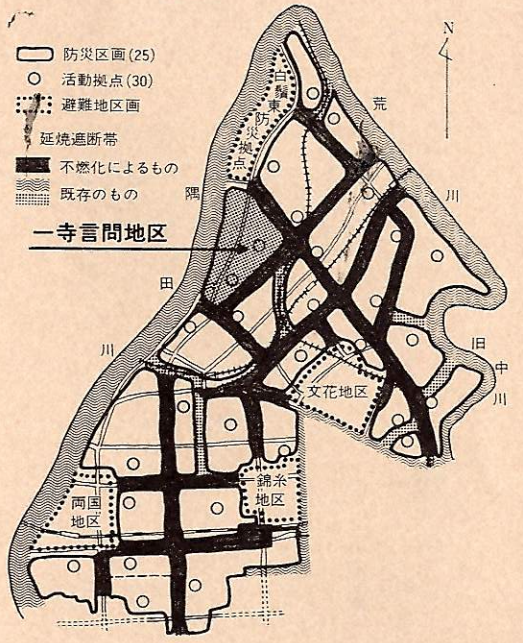 防災区画(25)
活動拠点(30)
避難地区画
延焼遮断帯
不燃化によるもの
既存のもの
一寺言問地区
N
白鬚東防災拠点
荒川
隅田川
旧中川
文花地区
両国
地区
錦糸
地区